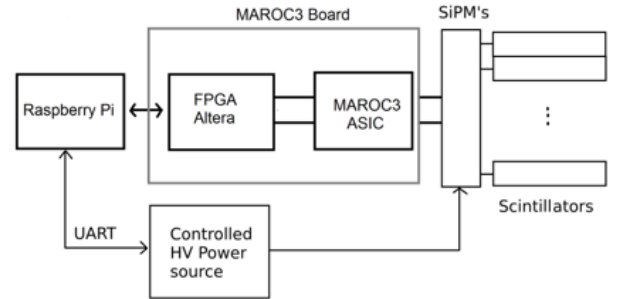 SiPM's
MAROC3 Board
Raspberry Pi
FPGA
Altera
MAROC3
ASIC
Scintillators
UART
Controlled
HV Power
source